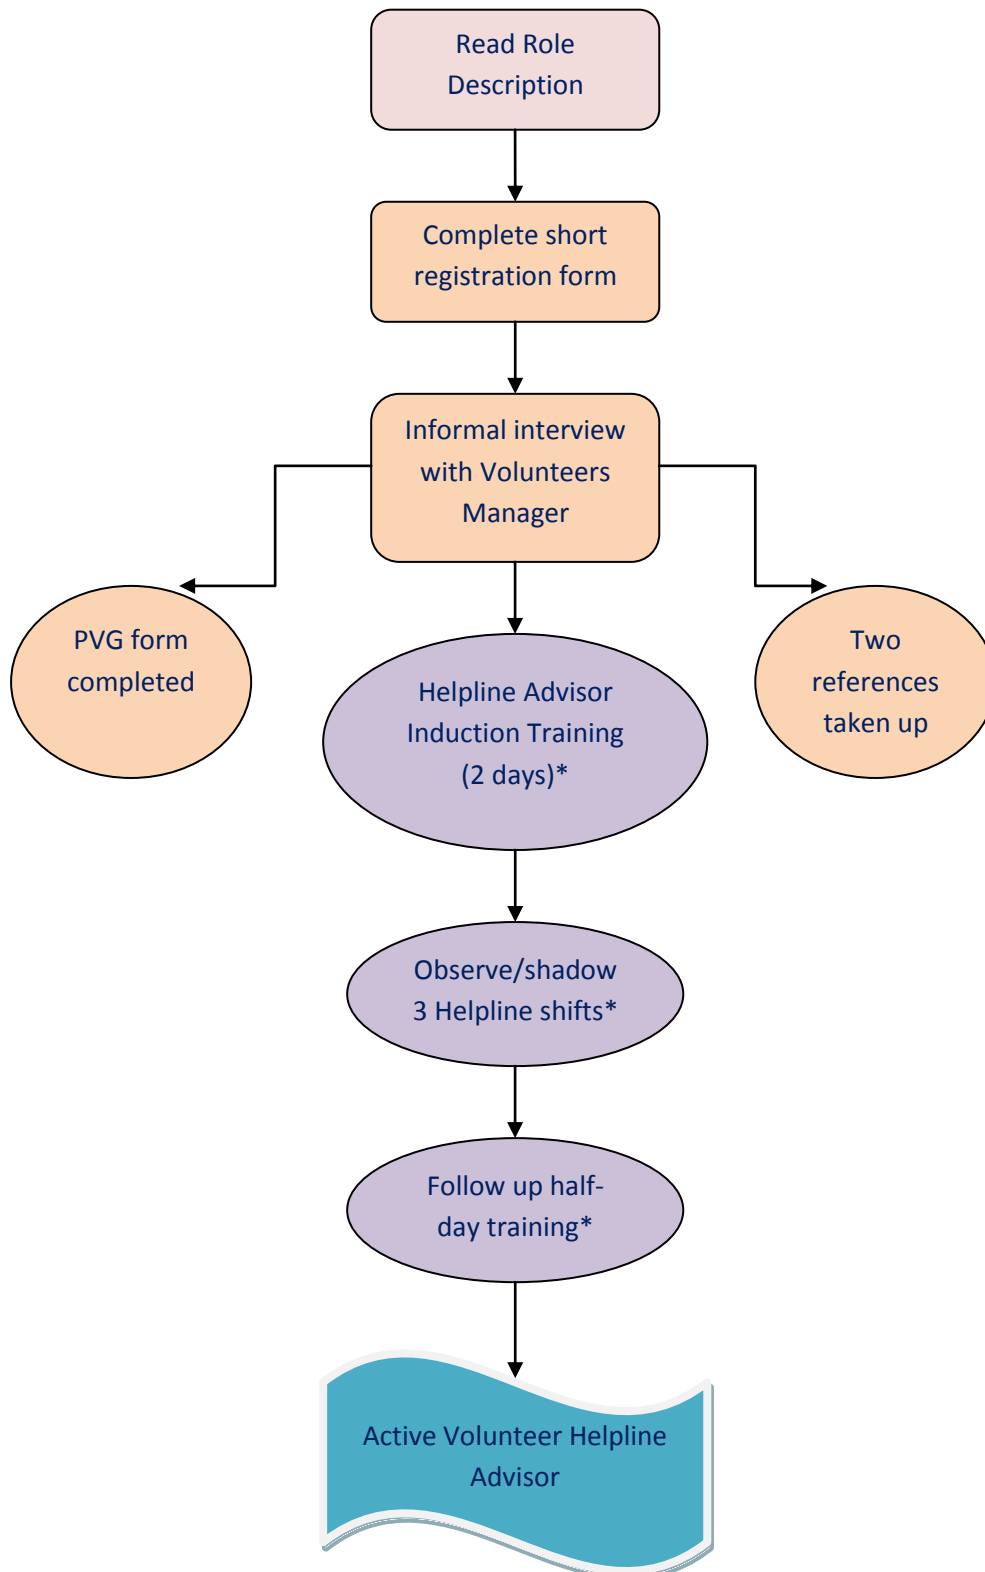 Read Role
Description
Complete short
registration form
Informal interview
with Volunteers
Manager
PVG form
completed
Two
references
taken up
Helpline Advisor
Induction Training
(2 days)*
Observe/shadow
3 Helpline shifts*
Follow up half-
day training*
Active Volunteer Helpline
Advisor